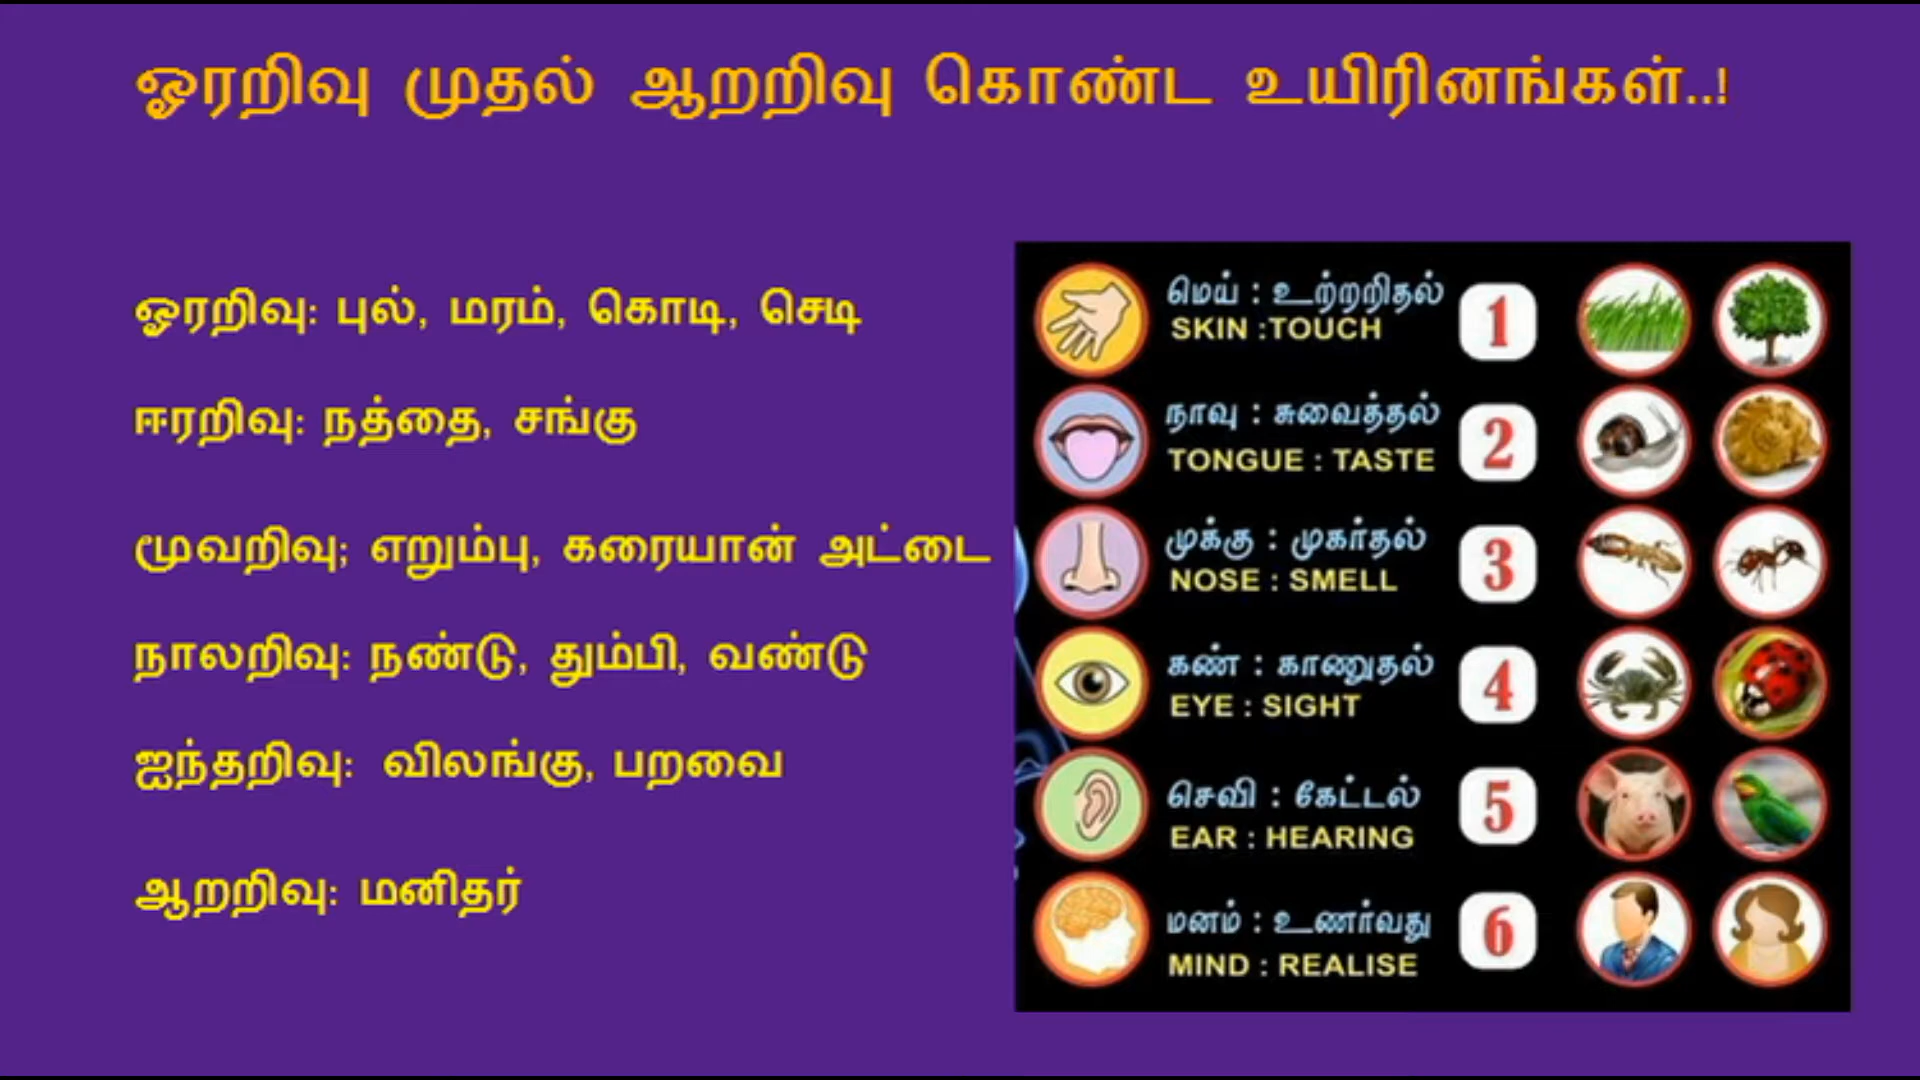 ஓரறிவு முதல் ஆறறிவு கொண்ட உயிரினங்கள்..!
ஓரறிவு: புல், மரம், கொடி, செடி
ஈரறிவு: நத்தை, சங்கு
மூவறிவு; எறும்பு, கரையான் அட்டை
நாலறிவு: நண்டு, தும்பி, வண்டு
ஐந்தறிவு: விலங்கு, பறவை
ஆறறிவு: மனிதர்
மெய் : உற்றறிதல்
SKIN :TOUCH
1
நாவு : சுவைத்தல்
TONGUE : TASTE
2
முக்கு : முகர்தல்
NOSE : SMELL
3
கண் : காணுதல்
EYE : SIGHT
4
செவி : கேட்டல்
EAR : HEARING
5
மனம் : உணர்வது
MIND : REALISE
6